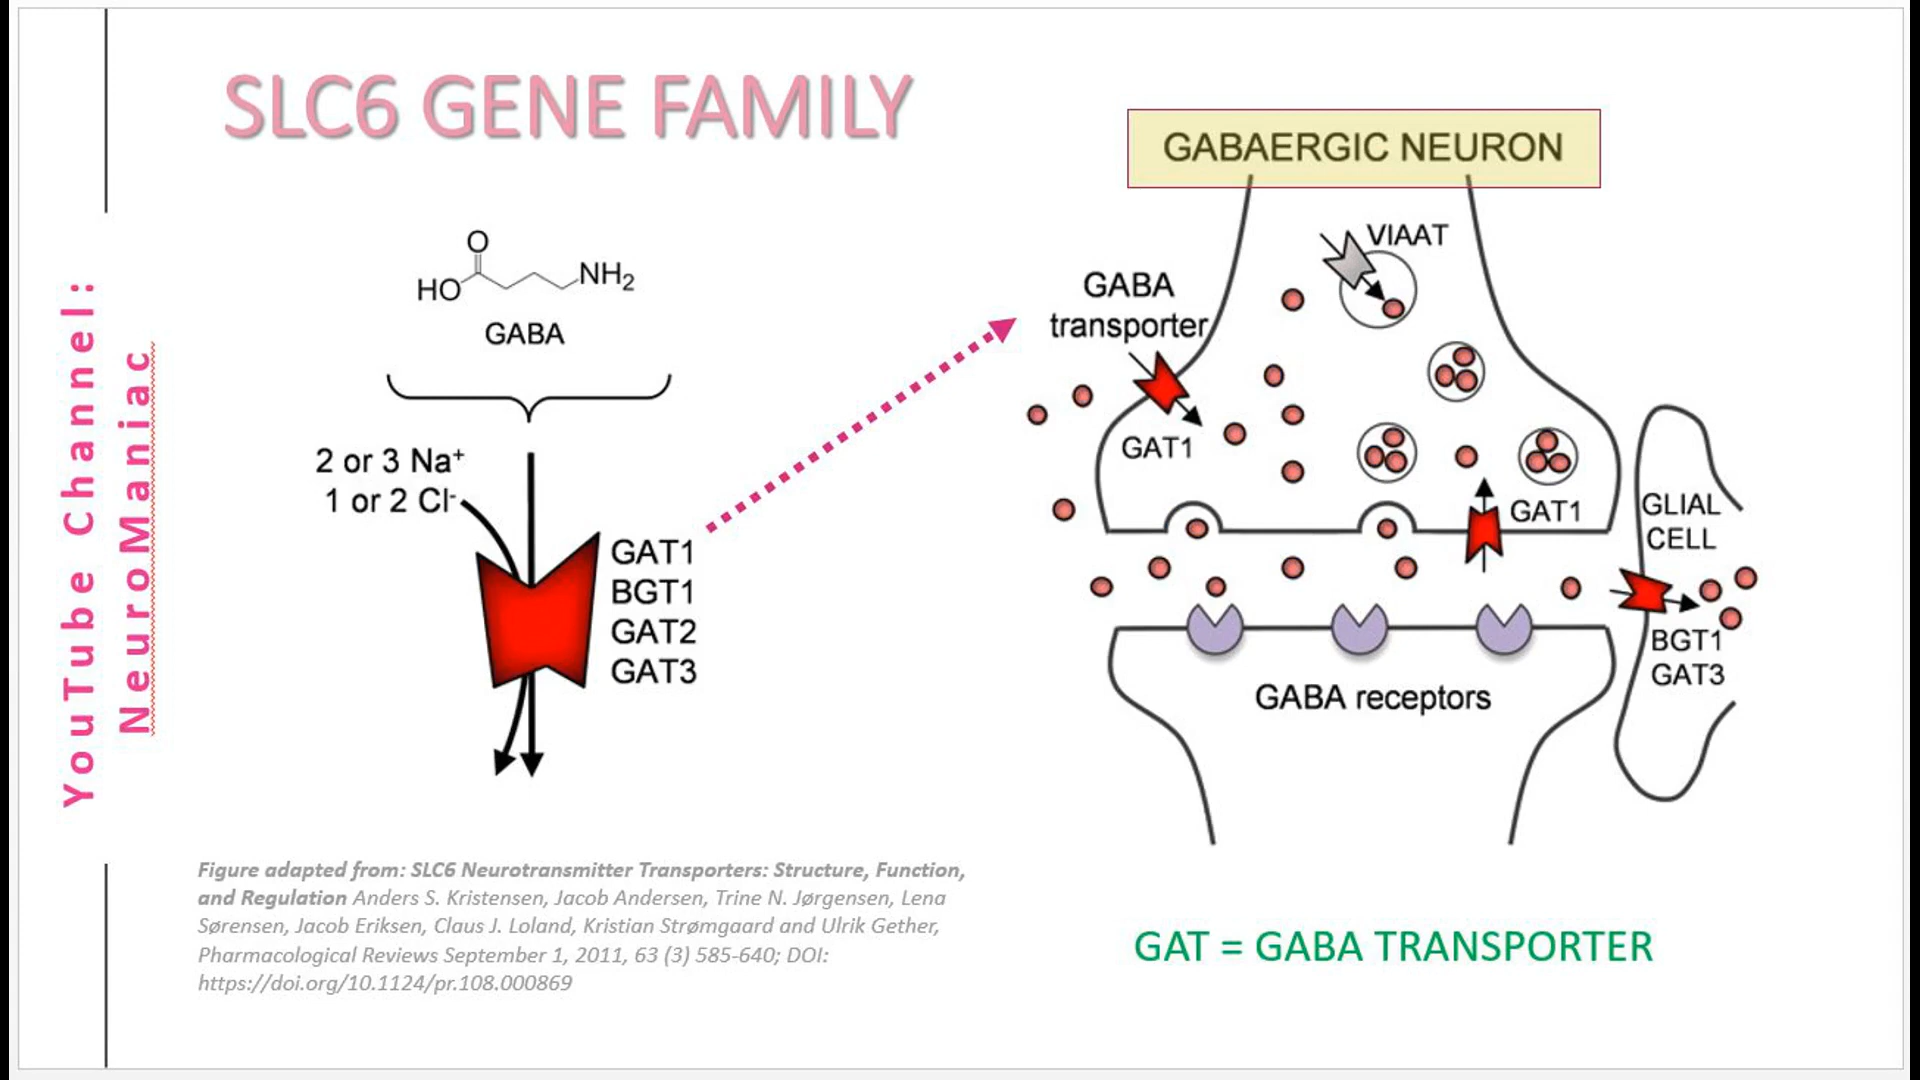 SLC6 GENE FAMILY
YouTube Channel:
NeuroManiac
O
HO
NH2
GABA
2 or 3 Na+
1 or 2 Cl-
GAT1
BGT1
GAT2
GAT3
GABAERGIC NEURON
VIAAT
GABA
transporter
GAT1
GAT1
GLIAL
CELL
BGT1
GAT3
GABA receptors
Figure adapted from: SLC6 Neurotransmitter Transporters: Structure, Function,
and Regulation Anders S. Kristensen, Jacob Andersen, Trine N. Jørgensen, Lena
Sørensen, Jacob Eriksen, Claus J. Loland, Kristian Strømgaard and Ulrik Gether,
Pharmacological Reviews September 1, 2011, 63 (3) 585-640; DOI:
https://doi.org/10.1124/pr.108.000869
GAT = GABA TRANSPORTER